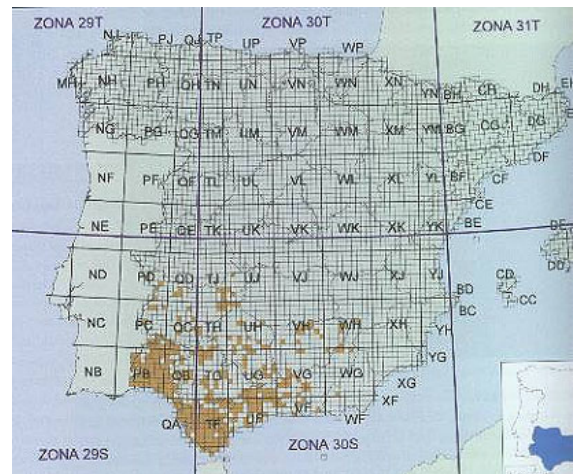 ZONA 29T ZONA 30T ZONA 31T
PJ TP UP VP WP
MH NH PH QH TN UN VN WN XN YN BH CH DH
NG PG QG TM UM VM WM XM YM BG CG DG
NF PF QF TL UL VL WL XL YL BF CF DF
NE PE QE TK UK VK WK XK YK BE CE
ND PD QD TJ UJ VJ WJ XJ YJ BD CD DD
NC PC QC TH UH VH WH XH YH BC CC
NB PB QB TG UG VG WG XG YG
QA TF UF VF WF XF
ZONA 29S ZONA 30S